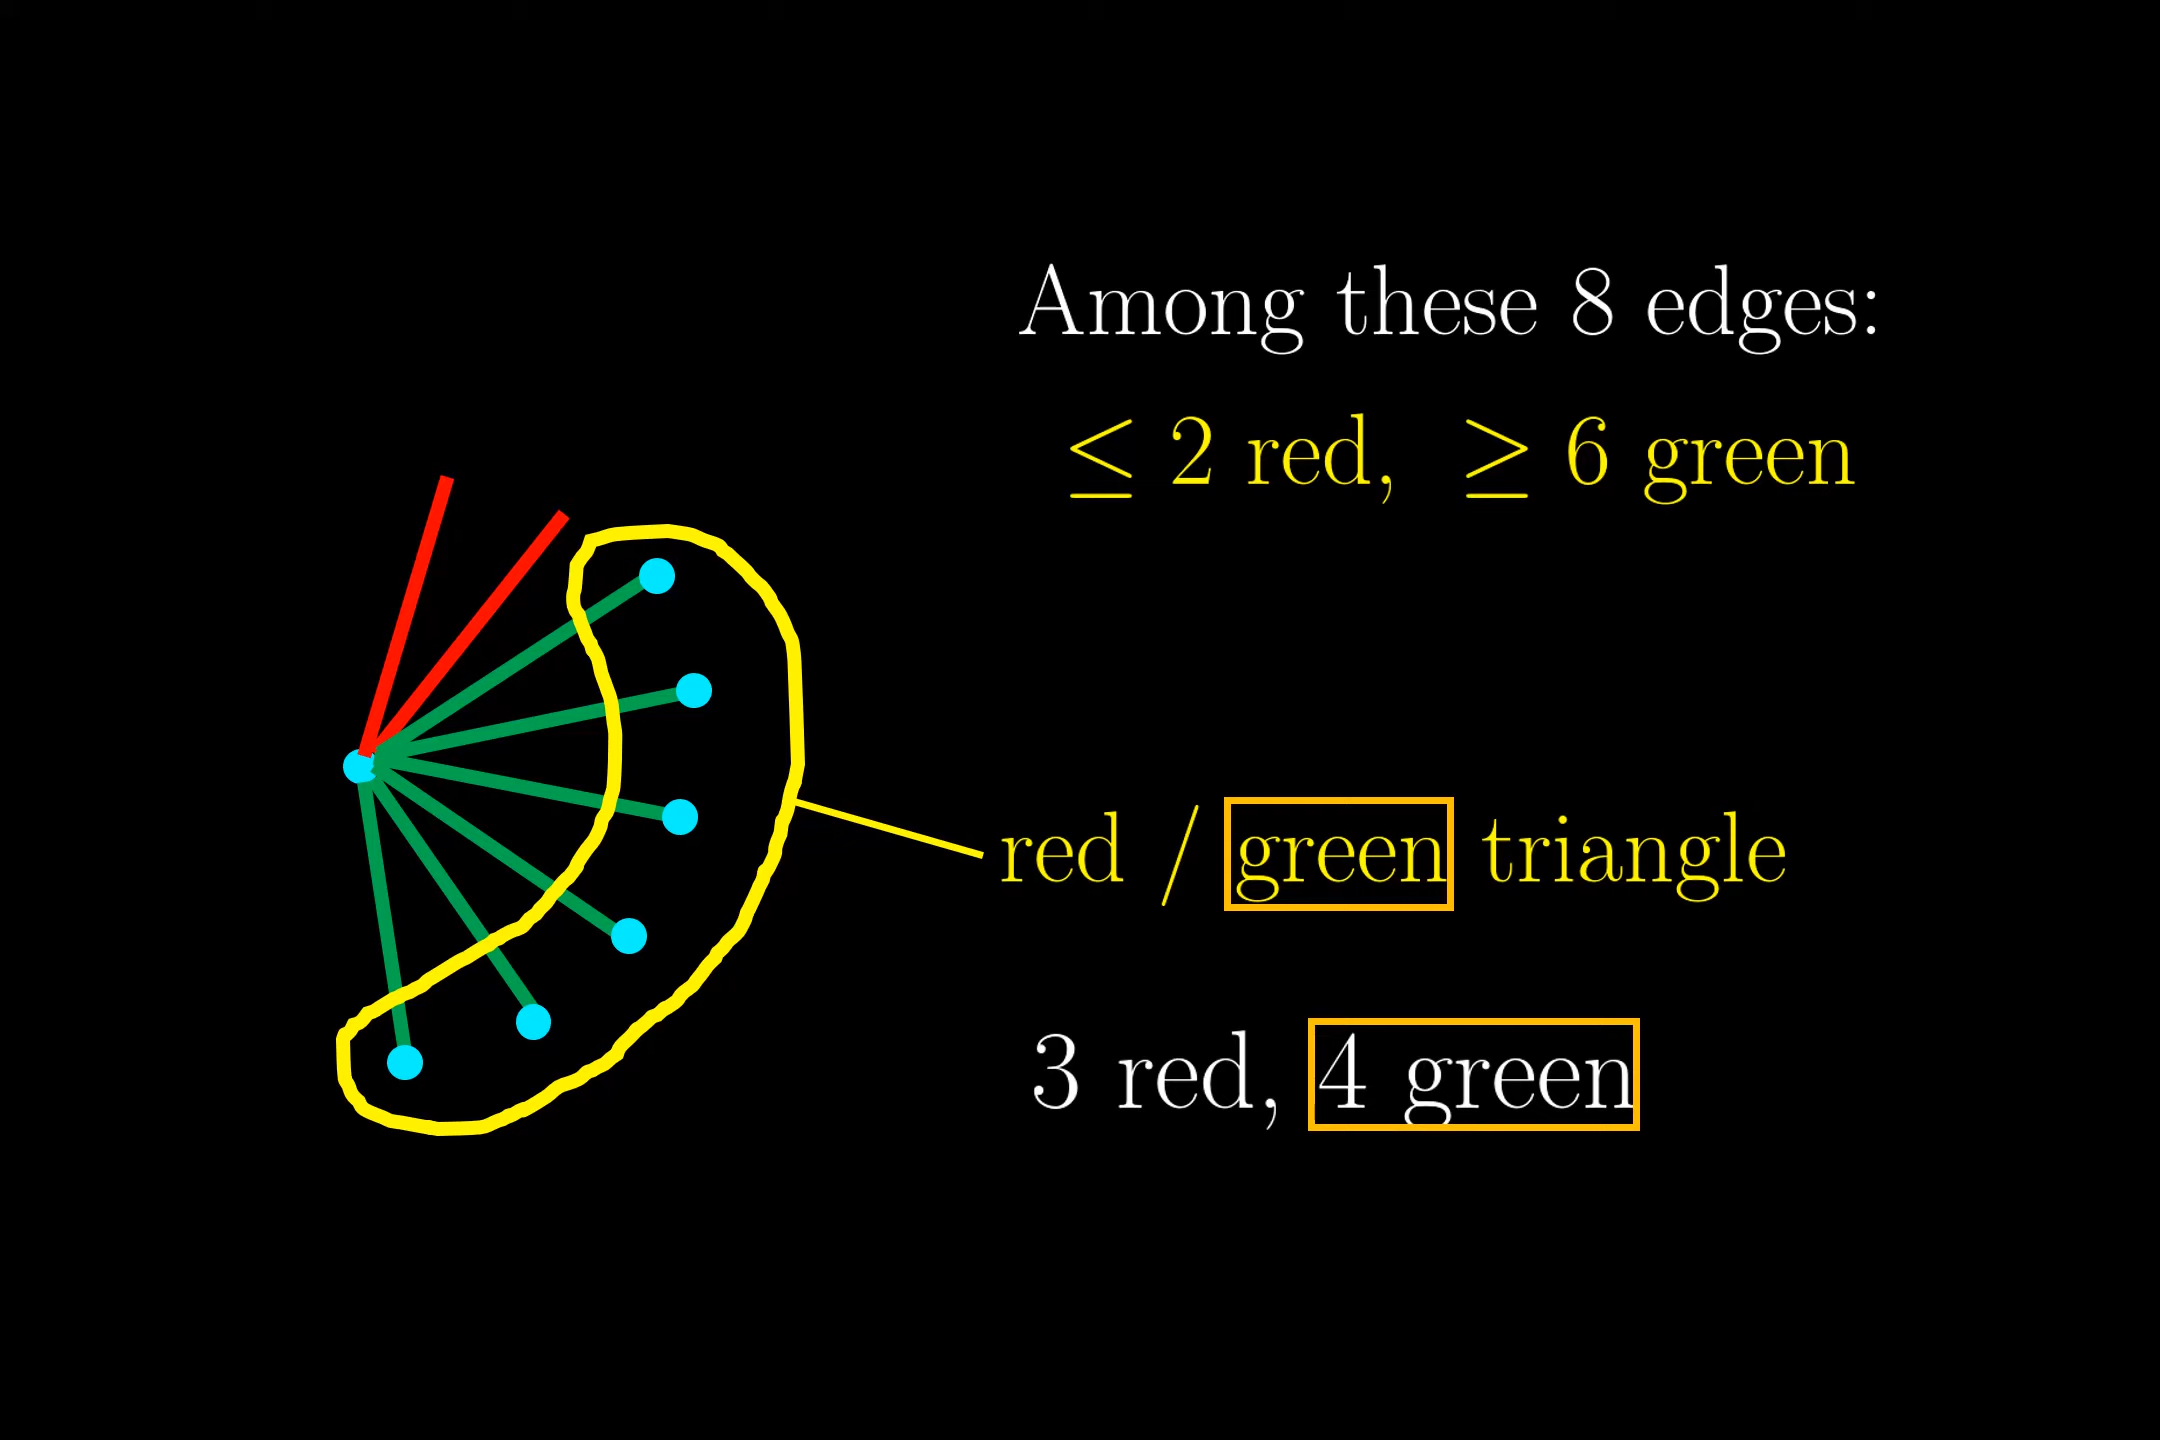 Among these 8 edges:
≤ 2 red, ≥ 6 green
red / green triangle
3 red, 4 green